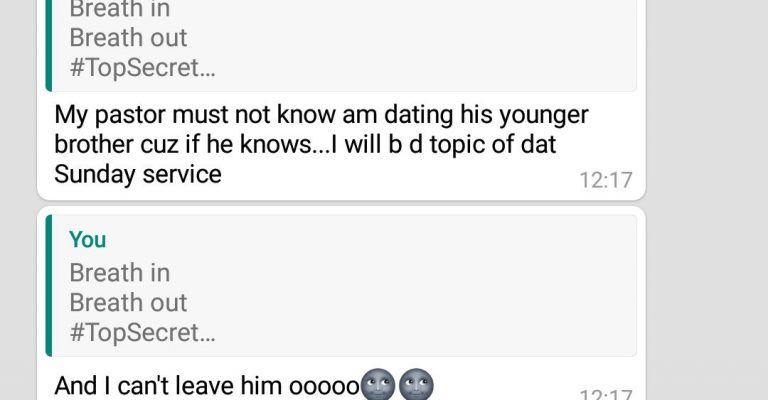 Breath in
Breath out
#TopSecret...
My pastor must not know am dating his younger
brother cuz if he knows...I will b d topic of dat
Sunday service
12:17
You
Breath in
Breath out
#TopSecret...
And I can't leave him ooooo🌚🌚
12:17